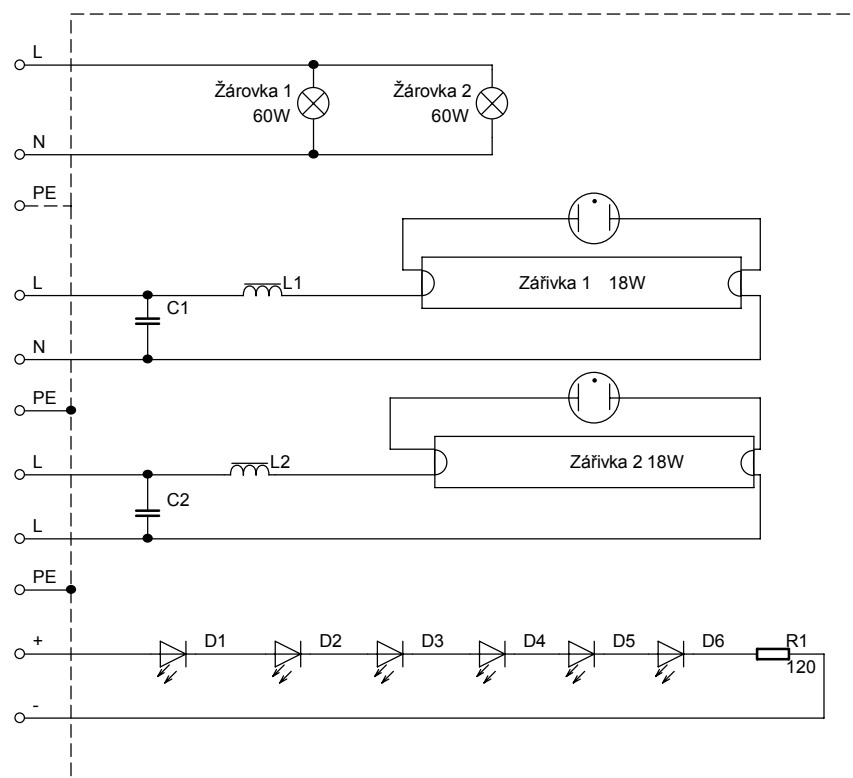 L
Žárovka 1
60W
Žárovka 2
60W
N
PE
L
C1
L1
Zářivka 1 18W
N
PE
L
C2
L2
Zářivka 2 18W
L
PE
+
D1
D2
D3
D4
D5
D6
R1
120
-